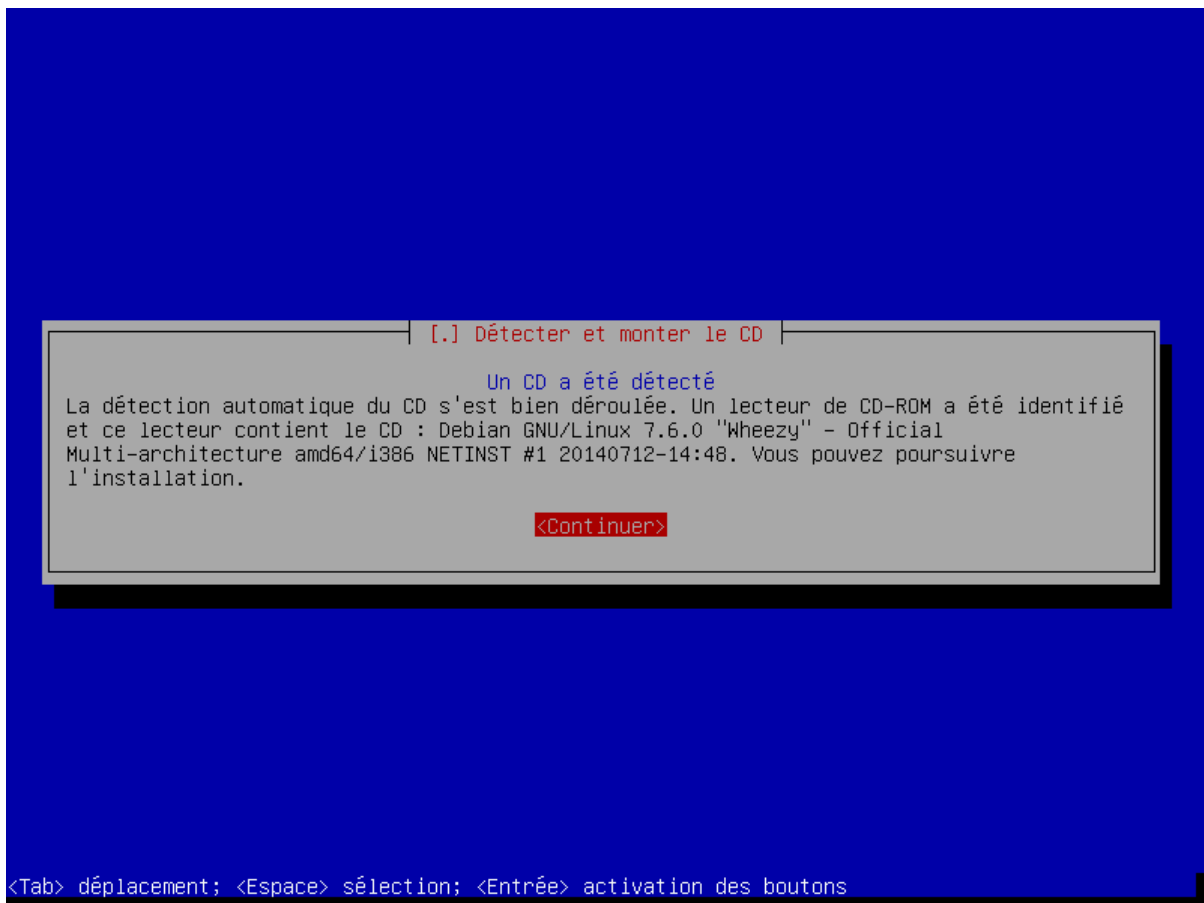 [.] Détecter et monter le CD
Un CD a été détecté
La détection automatique du CD s'est bien déroulée. Un lecteur de CD-ROM a été identifié
et ce lecteur contient le CD : Debian GNU/Linux 7.6.0 "Wheezy" - Official
Multi-architecture amd64/i386 NETINST #1 20140712-14:48. Vous pouvez poursuivre
l'installation.
<Continuer>
<Tab> déplacement; <Espace> sélection; <Entrée> activation des boutons